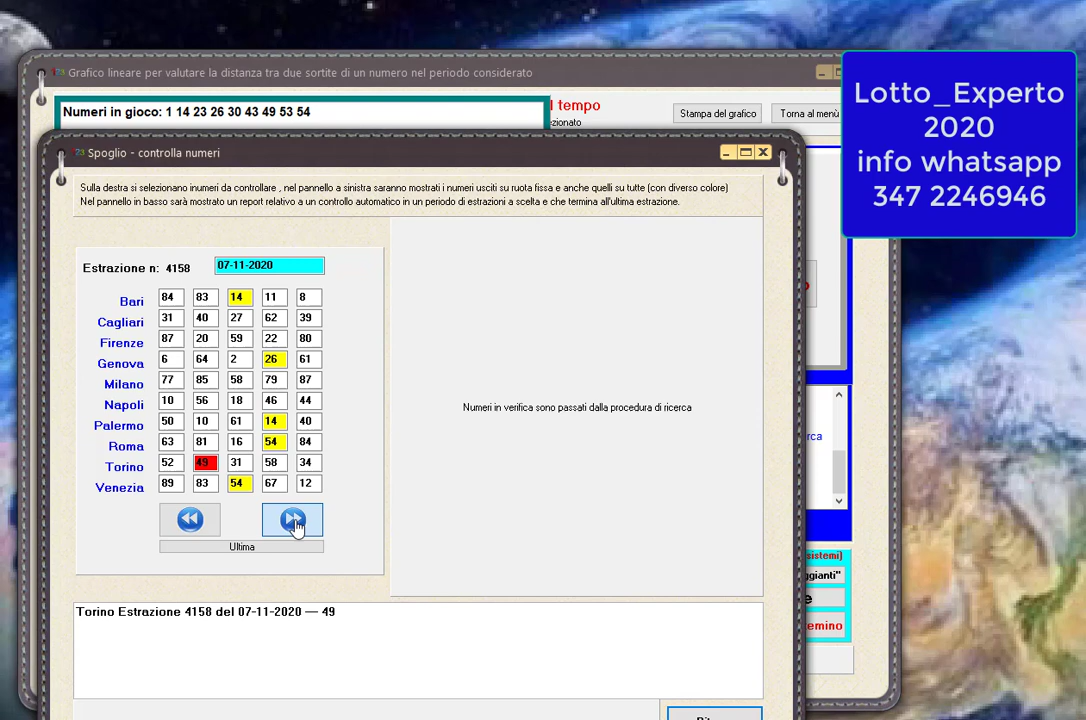 Grafico lineare per valutare la distanza tra due sortite di un numero nel periodo considerato
Lotto_Experto
2020
info whatsapp
347 2246946
Numeri in gioco: 1 14 23 26 30 43 49 53 54
l tempo
ezionato
Stampa del grafico
Torna al menù
Spoglio - controlla numeri
Sulla destra si selezionano inumeri da controllare , nel pannello a sinistra saranno mostrati i numeri usciti su ruota fissa e anche quelli su tutte (con diverso colore)
Nel pannello in basso sarà mostrato un report relativo a un controllo automatico in un periodo di estrazioni a scelta e che termina all'ultima estrazione.
Estrazione n: 4158 07-11-2020
Bari 84 83 14 11 8
Cagliari 31 40 27 62 39
Firenze 87 20 59 22 80
Genova 6 64 2 26 61
Milano 77 85 58 79 87
Napoli 10 56 18 46 44
Palermo 50 10 61 14 40
Roma 63 81 16 54 84
Torino 52 49 31 58 34
Venezia 89 83 54 67 12
Ultima
Numeri in verifica sono passati dalla procedura di ricerca
rca
sistemi)
ggianti"
e
emino
Torino Estrazione 4158 del 07-11-2020 — 49